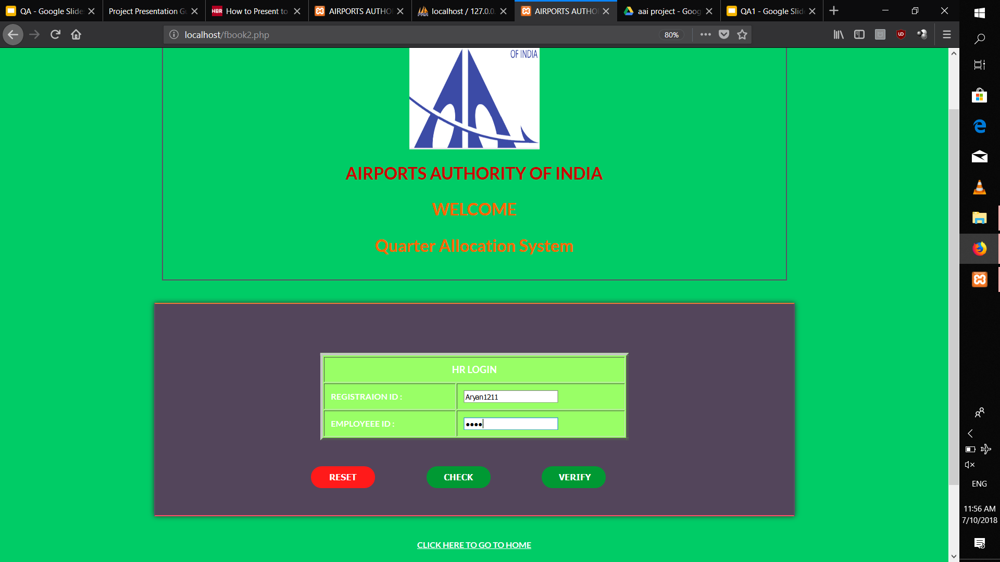 QA - Google Slide
Project Presentation Gu
HBR How to Present to
AIRPORTS AUTHO
localhost / 127.0.0.
AIRPORTS AUTHO
aai project - Goog
QA1 - Google Slid
localhost/fbook2.php
80%
OF INDIA
AIRPORTS AUTHORITY OF INDIA
WELCOME
Quarter Allocation System
HR LOGIN
REGISTRAION ID :
Aryan1211
EMPLOYEEE ID :
RESET
CHECK
VERIFY
CLICK HERE TO GO TO HOME
ENG
11:56 AM
7/10/2018